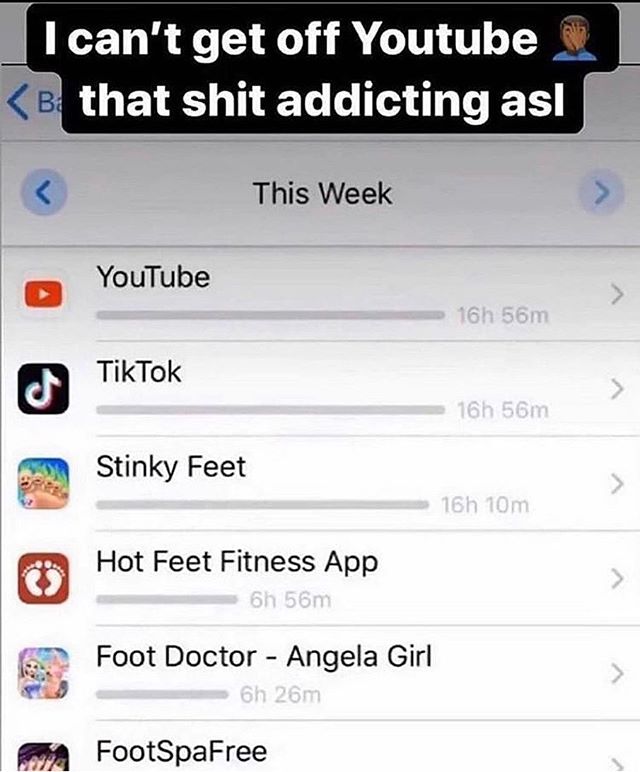 I can't get off Youtube 🤦🏾‍♂️
that shit addicting asl
This Week
YouTube
16h 56m
TikTok
16h 56m
Stinky Feet
16h 10m
Hot Feet Fitness App
6h 56m
Foot Doctor - Angela Girl
6h 26m
FootSpaFree